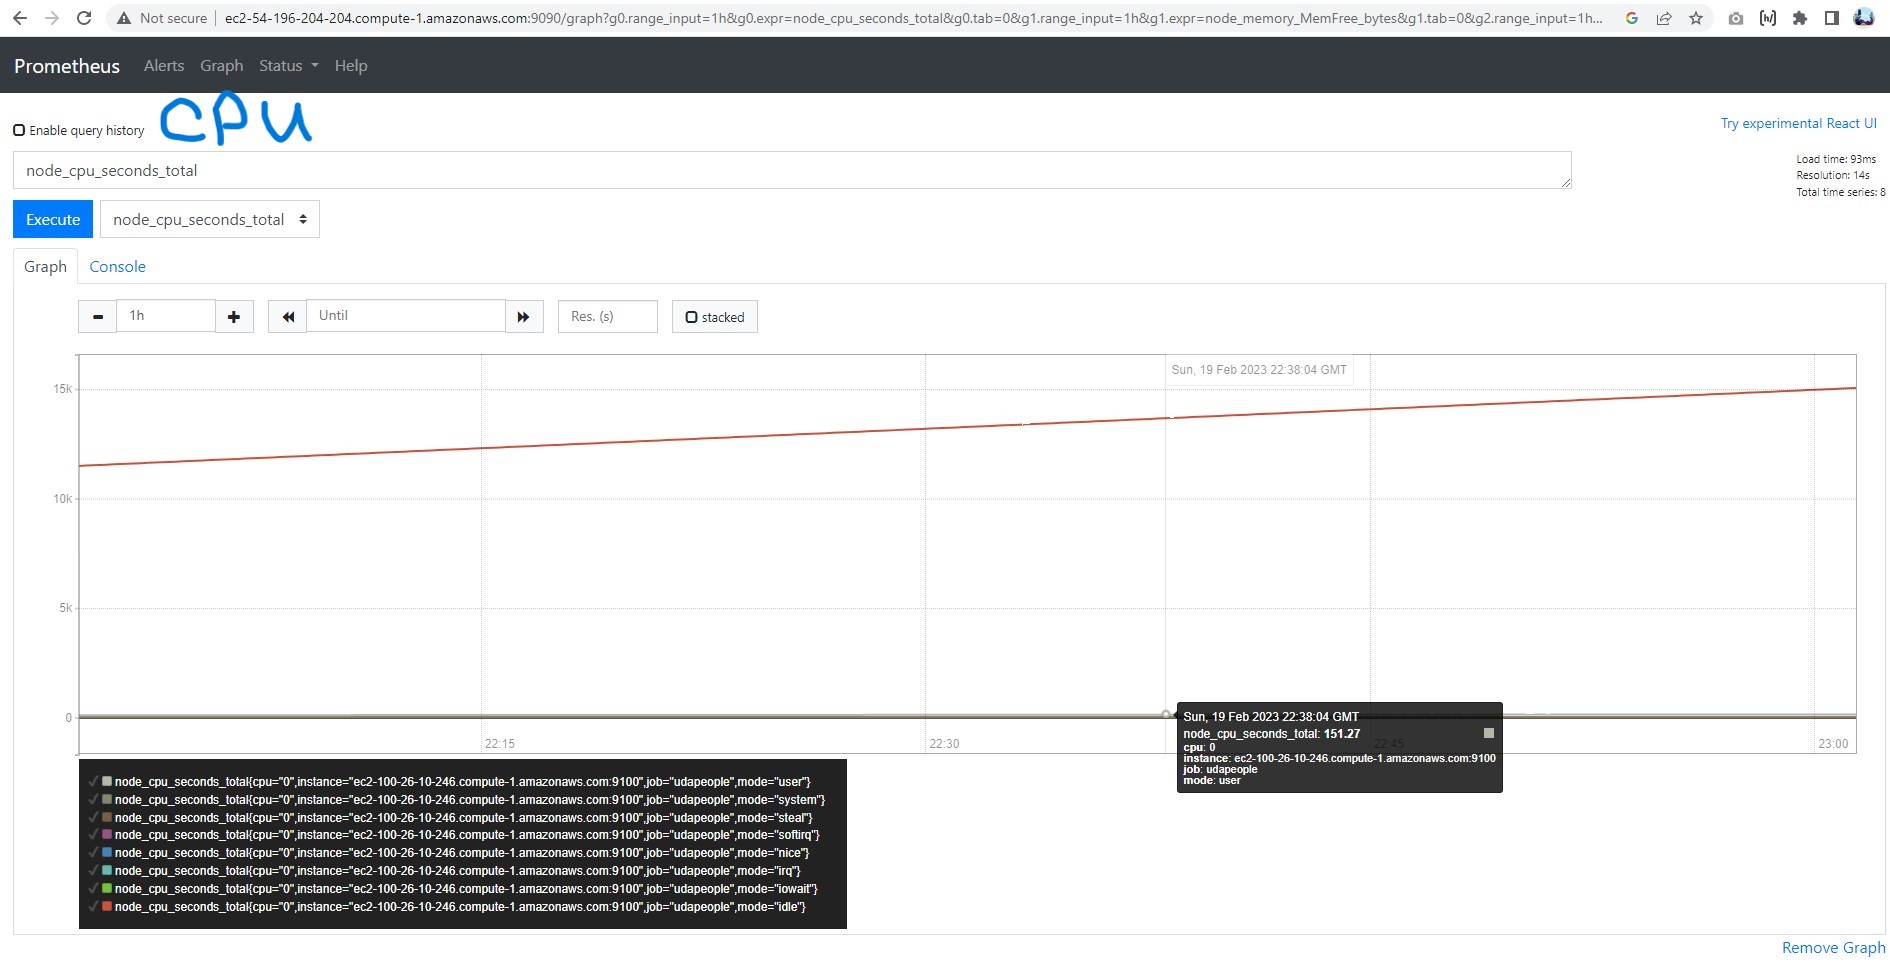 Not secure | ec2-54-196-204-204.compute-1.amazonaws.com:9090/graph?g0.range_input=1h&g0.expr=node_cpu_seconds_total&g0.tab=0&g1.range_input=1h&g1.expr=node_memory_MemFree_bytes&g1.tab=0&g2.range_input=1h...
Prometheus Alerts Graph Status Help
CPU
Enable query history
Try experimental React UI
node_cpu_seconds_total
Load time: 93ms
Resolution: 14s
Total time series: 8
Execute node_cpu_seconds_total
Graph Console
1h Until Res. (s) stacked
Sun, 19 Feb 2023 22:38:04 GMT
15k
10k
5k
0
22:15 22:30 22:45 23:00
Sun, 19 Feb 2023 22:38:04 GMT
node_cpu_seconds_total: 151.27
cpu: 0
instance: ec2-100-26-10-246.compute-1.amazonaws.com:9100
job: udapeople
mode: user
node_cpu_seconds_total{cpu="0",instance="ec2-100-26-10-246.compute-1.amazonaws.com:9100",job="udapeople",mode="user"}
node_cpu_seconds_total{cpu="0",instance="ec2-100-26-10-246.compute-1.amazonaws.com:9100",job="udapeople",mode="system"}
node_cpu_seconds_total{cpu="0",instance="ec2-100-26-10-246.compute-1.amazonaws.com:9100",job="udapeople",mode="steal"}
node_cpu_seconds_total{cpu="0",instance="ec2-100-26-10-246.compute-1.amazonaws.com:9100",job="udapeople",mode="softirq"}
node_cpu_seconds_total{cpu="0",instance="ec2-100-26-10-246.compute-1.amazonaws.com:9100",job="udapeople",mode="nice"}
node_cpu_seconds_total{cpu="0",instance="ec2-100-26-10-246.compute-1.amazonaws.com:9100",job="udapeople",mode="irq"}
node_cpu_seconds_total{cpu="0",instance="ec2-100-26-10-246.compute-1.amazonaws.com:9100",job="udapeople",mode="iowait"}
node_cpu_seconds_total{cpu="0",instance="ec2-100-26-10-246.compute-1.amazonaws.com:9100",job="udapeople",mode="idle"}
Remove Graph